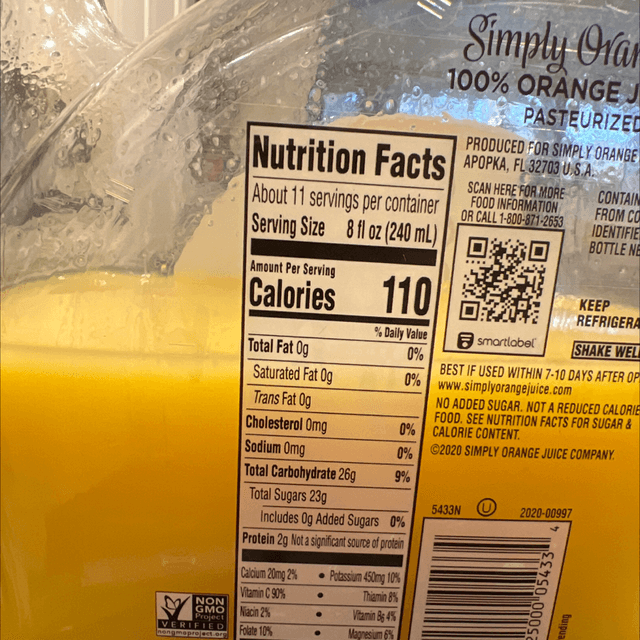 Simply
100% ORANGE
PASTEURIZED
Nutrition Facts
About 11 servings per container
Serving Size 8 fl oz (240 mL)
Amount Per Serving
Calories 110
% Daily Value
Total Fat 0g 0%
Saturated Fat 0g 0%
Trans Fat 0g
Cholesterol 0mg 0%
Sodium 0mg 0%
Total Carbohydrate 26g 9%
Total Sugars 23g
Includes 0g Added Sugars 0%
Protein 2g Not a significant source of protein
Calcium 20mg 2% • Potassium 450mg 10%
Vitamin C 90% • Thiamin 8%
Niacin 2% • Vitamin B6 4%
Folate 10% • Magnesium 6%
PRODUCED FOR SIMPLY ORANGE
APOPKA, FL 32703 U.S.A.
SCAN HERE FOR MORE
FOOD INFORMATION
OR CALL 1-800-871-2653
smartlabel
CONTAIN
FROM
IDENTIFIE
BOTTLE
KEEP
REFRIGERA
SHAKE WELL
BEST IF USED WITHIN 7-10 DAYS AFTER OP
www.simplyorangejuice.com
NO ADDED SUGAR. NOT A REDUCED CALORIE
FOOD. SEE NUTRITION FACTS FOR SUGAR &
CALORIE CONTENT.
©2020 SIMPLY ORANGE JUICE COMPANY.
5433N U 2020-00997
25000 05433 4
NON
GMO
Project
VERIFIED
nongmoproject.org